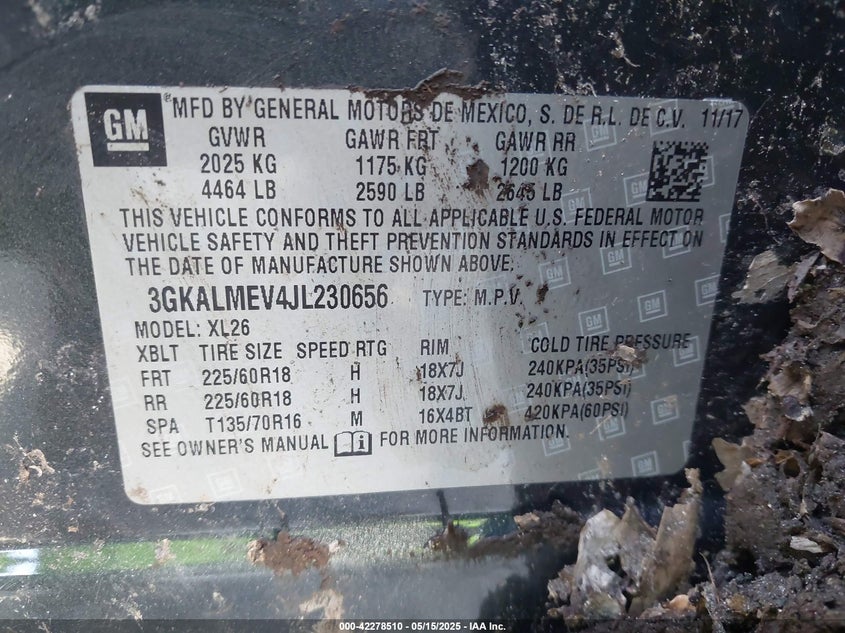 GM ® MFD BY GENERAL MOTORS DE MEXICO, S. DE R.L. DE C.V. 11/17
GVWR GAWR FRT GAWR RR
2025 KG 1175 KG 1200 KG
4464 LB 2590 LB 2645 LB
THIS VEHICLE CONFORMS TO ALL APPLICABLE U.S. FEDERAL MOTOR
VEHICLE SAFETY AND THEFT PREVENTION STANDARDS IN EFFECT ON
THE DATE OF MANUFACTURE SHOWN ABOVE.
3GKALMEV4JL230656 TYPE: M.P.V.
MODEL: XL26
XBLT TIRE SIZE SPEED RTG RIM COLD TIRE PRESSURE
FRT 225/60R18 H 18X7J 240KPA(35PSI)
RR 225/60R18 H 18X7J 240KPA(35PSI)
SPA T135/70R16 M 16X4BT 420KPA(60PSI)
SEE OWNER'S MANUAL FOR MORE INFORMATION.
000-42278510 - 05/15/2025 - IAA Inc.